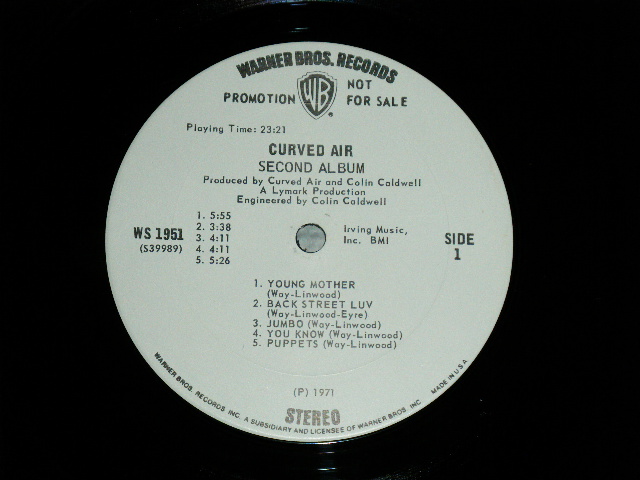 WARNER BROS. RECORDS
PROMOTION WB NOT FOR SALE
®
Playing Time: 23:21
CURVED AIR
SECOND ALBUM
Produced by Curved Air and Colin Caldwell
A Lymark Production
Engineered by Colin Caldwell
WS 1951
(S39989)
1. 5:55
2. 3:38
3. 4:11
4. 4:11
5. 5:26
Irving Music,
Inc. BMI
SIDE
1
1. YOUNG MOTHER
(Way-Linwood)
2. BACK STREET LUV
(Way-Linwood-Eyre)
3. JUMBO (Way-Linwood)
4. YOU KNOW (Way-Linwood)
5. PUPPETS (Way-Linwood)
(P) 1971
STEREO
WARNER BROS. RECORDS INC. A SUBSIDIARY AND LICENSEE OF WARNER BROS. INC. MADE IN U.S.A.